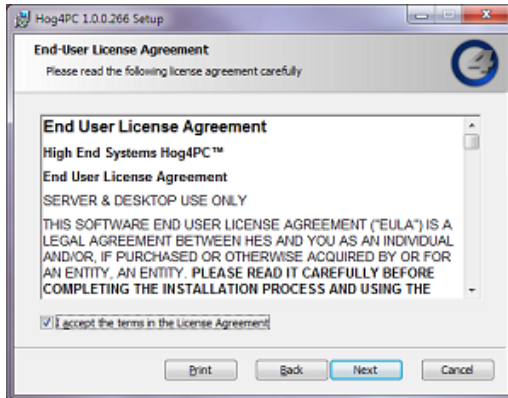 Hog4PC 1.0.0.266 Setup
End-User License Agreement
Please read the following license agreement carefully
4
End User License Agreement
High End Systems Hog4PC™
End User License Agreement
SERVER & DESKTOP USE ONLY
THIS SOFTWARE END USER LICENSE AGREEMENT ("EULA") IS A
LEGAL AGREEMENT BETWEEN HES AND YOU AS AN INDIVIDUAL
AND/OR, IF PURCHASED OR OTHERWISE ACQUIRED BY OR FOR
AN ENTITY, AN ENTITY. PLEASE READ IT CAREFULLY BEFORE
COMPLETING THE INSTALLATION PROCESS AND USING THE
I accept the terms in the License Agreement
Print Back Next Cancel